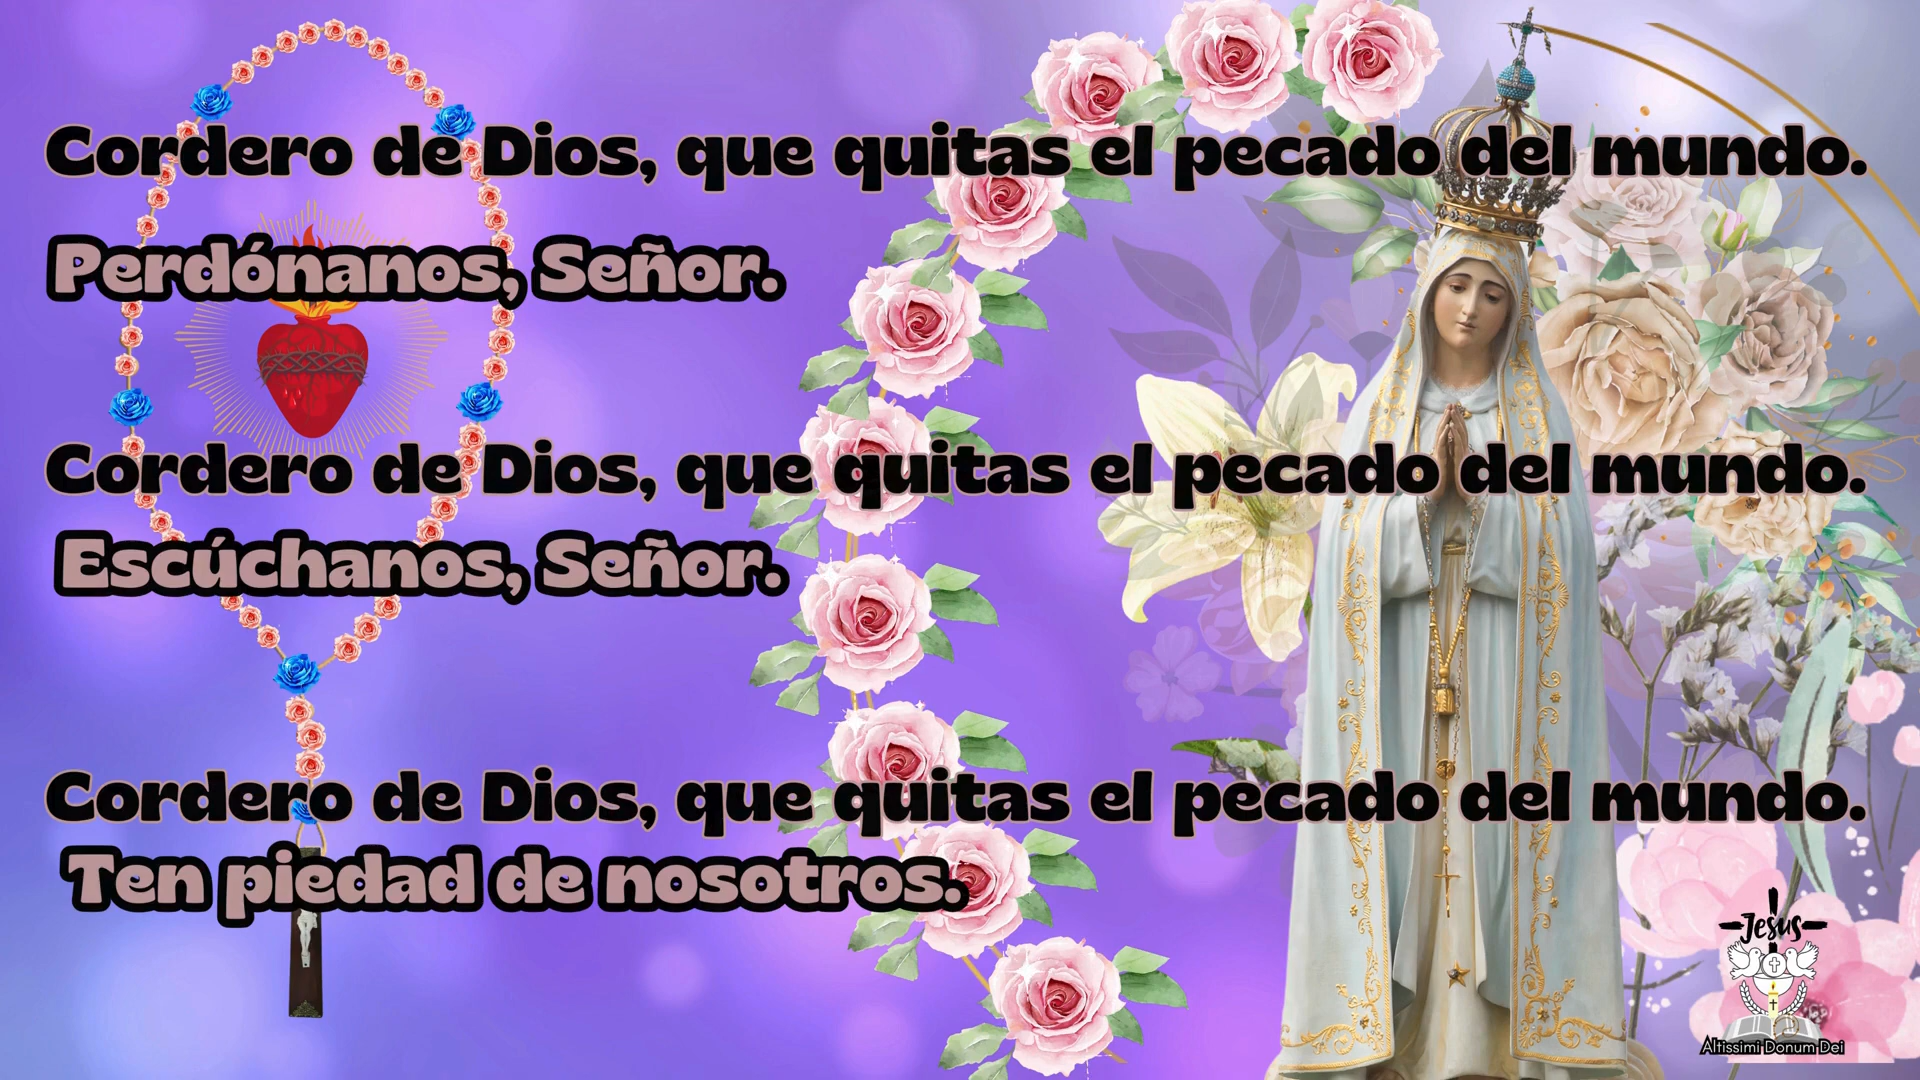 Cordero de Dios, que quitas el pecado del mundo.
Perdónanos, Señor.
Cordero de Dios, que quitas el pecado del mundo.
Escúchanos, Señor.
Cordero de Dios, que quitas el pecado del mundo.
Ten piedad de nosotros.
Jesus
Altissimi Donum Dei